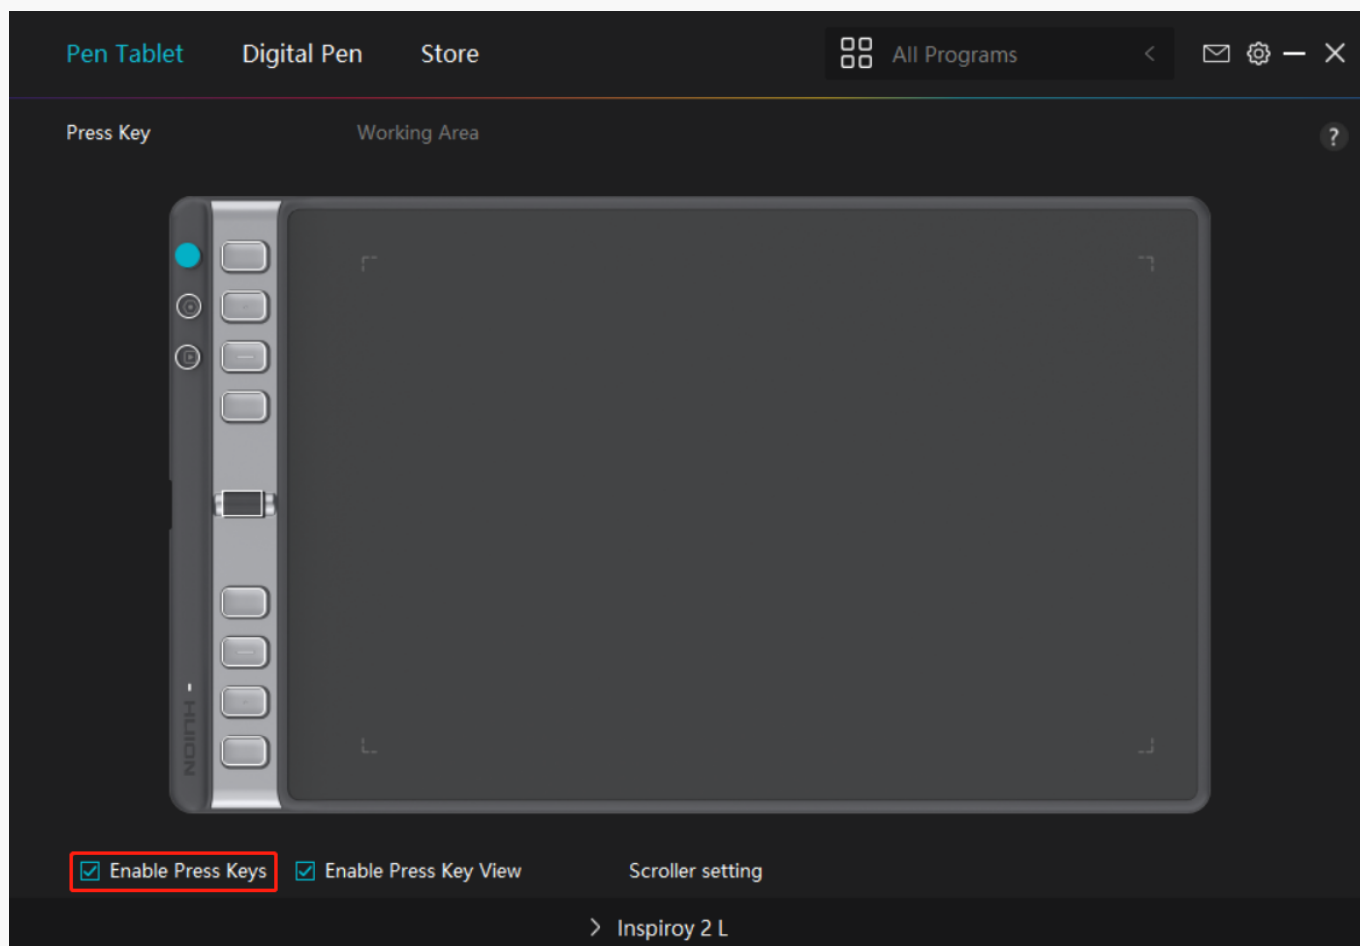 Pen Tablet Digital Pen Store All Programs
Press Key Working Area ?
HUION
Enable Press Keys Enable Press Key View Scroller setting
Inspiroy 2 L